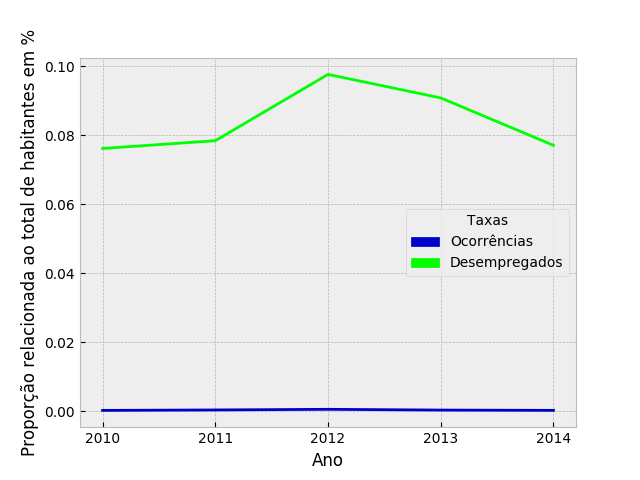 Proporção relacionada ao total de habitantes em %
0.10
0.08
0.06
0.04
0.02
0.00
Taxas
Ocorrências
Desempregados
2010 2011 2012 2013 2014
Ano